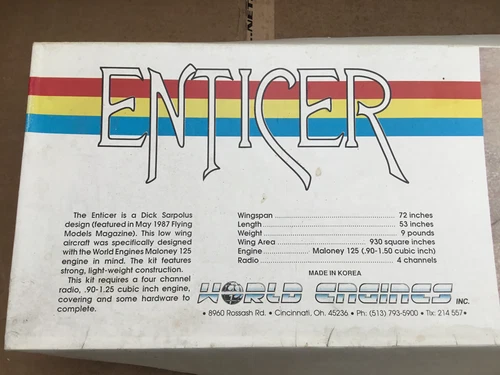 ENTICER
The Enticer is a Dick Sarpolus
design (featured in May 1987 Flying
Models Magazine). This low wing
aircraft was specifically designed
with the World Engines Maloney 125
engine in mind. The kit features
strong, light-weight construction.
This kit requires a four channel
radio, .90-1.25 cubic inch engine,
covering and some hardware to
complete.
Wingspan ........................................ 72 inches
Length ............................................ 53 inches
Weight ............................................ 9 pounds
Wing Area ........................... 930 square inches
Engine ............ Maloney 125 (.90-1.50 cubic inch)
Radio ............................................ 4 channels
MADE IN KOREA
WORLD ENGINES INC.
• 8960 Rossash Rd. • Cincinnati, Oh. 45236 • Ph: (513) 793-5900 • Tlx: 214 557 •